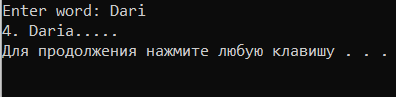 Enter word: Dari
4. Daria.....
Для продолжения нажмите любую клавишу . . .